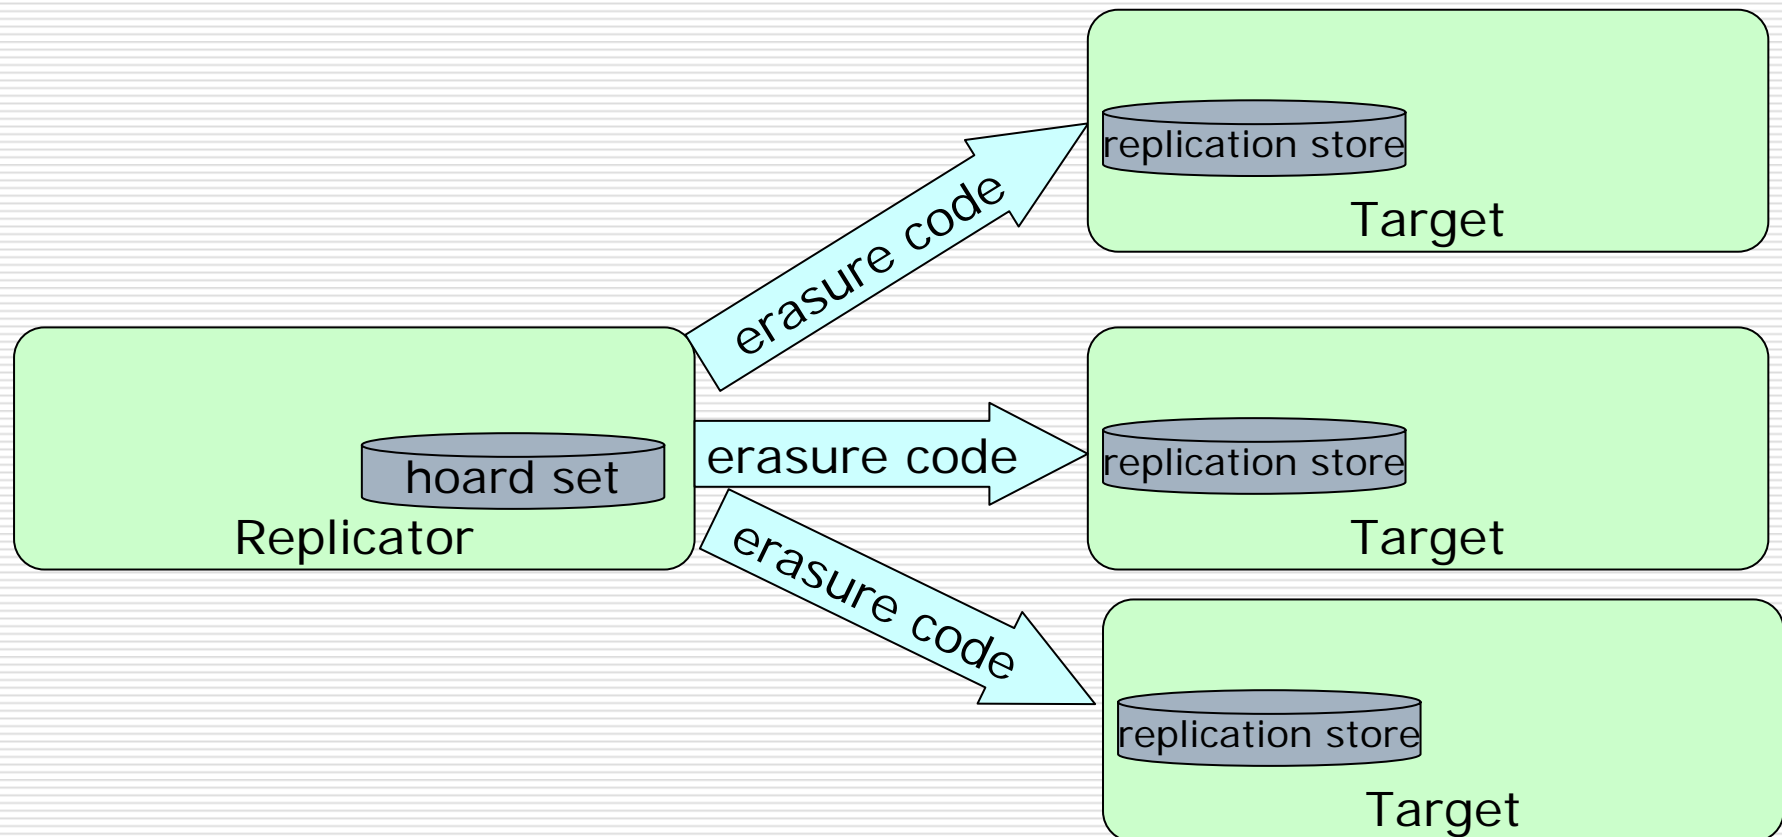 replication store
Target
erasure code
hoard set
Replicator
erasure code
replication store
Target
erasure code
replication store
Target